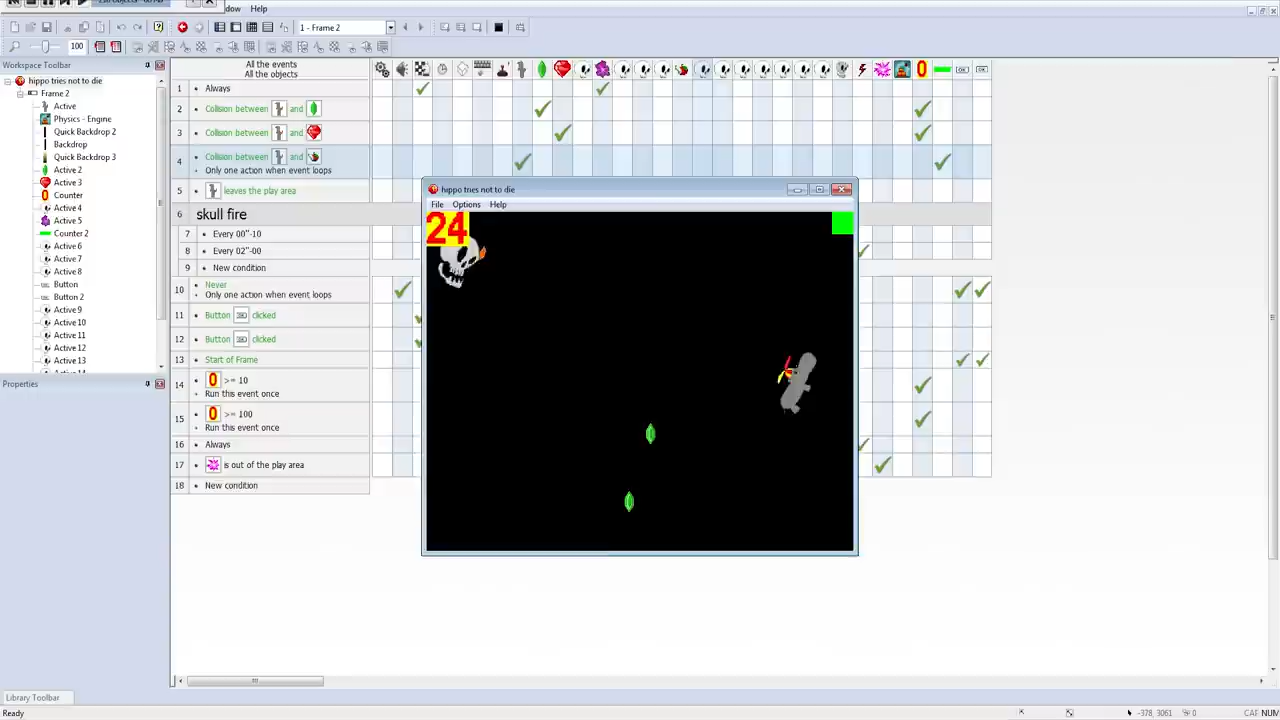 dow Help
100
1 - Frame 2
Workspace Toolbar
hippo tries not to die
Frame 2
Active
Physics - Engine
Quick Backdrop 2
Backdrop
Quick Backdrop 3
Active 2
Active 3
Counter
Active 4
Active 5
Counter 2
Active 6
Active 7
Active 8
Button
Button 2
Active 9
Active 10
Active 11
Active 12
Active 13
Properties
Library Toolbar
Ready
All the events
All the objects
1 Always
2 Collision between and
3 Collision between and
4 Collision between and
Only one action when event loops
5 leaves the play area
6 skull fire
7 Every 00"-10
8 Every 02"-00
9 New condition
10 Never
Only one action when event loops
11 Button clicked
12 Button clicked
13 Start of Frame
14 0 >= 10
Run this event once
15 0 >= 100
Run this event once
16 Always
17 is out of the play area
18 New condition
hippo tries not to die
File Options Help
24
-378, 3061 0
CAP NUM